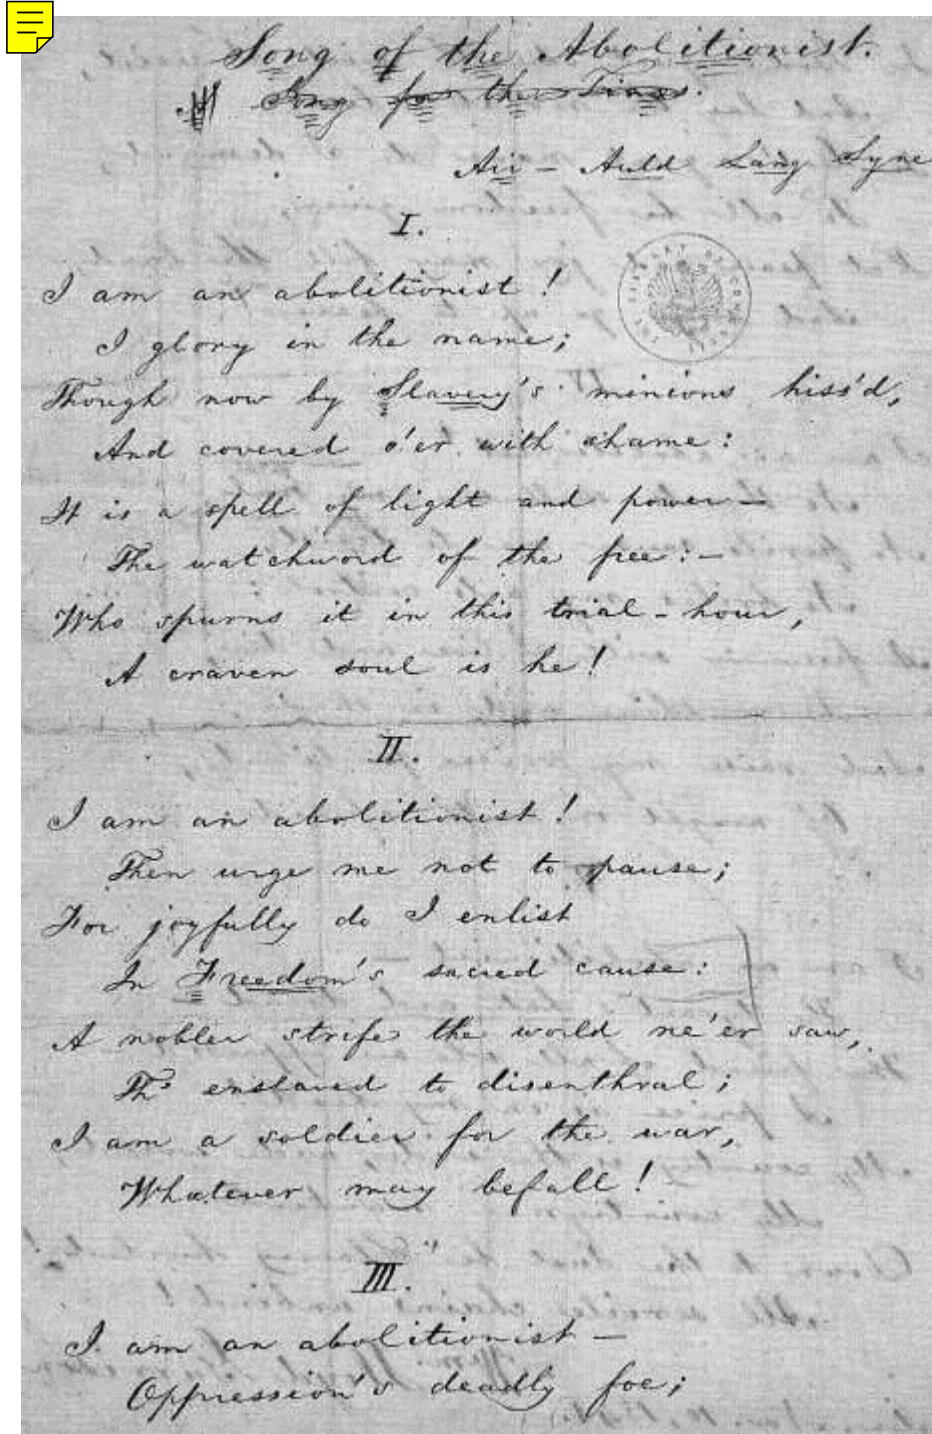 Song of the Abolitionist.
Song for the Times.
Air - Auld Lang Syne
I.
I am an abolitionist!
I glory in the name;
Though now by Slavery's minions hiss'd,
And covered o'er with shame:
It is a spell of light and power—
The watchword of the free:—
Who spurns it in this trial-hour,
A craven soul is he!
II.
I am an abolitionist!
Then urge me not to pause;
For joyfully do I enlist
In Freedom's sacred cause:
A nobler strife the world ne'er saw,
Th' enslaved to disenthral;
I am a soldier for the war,
Whatever may befall!
III.
I am an abolitionist—
Oppression's deadly foe;